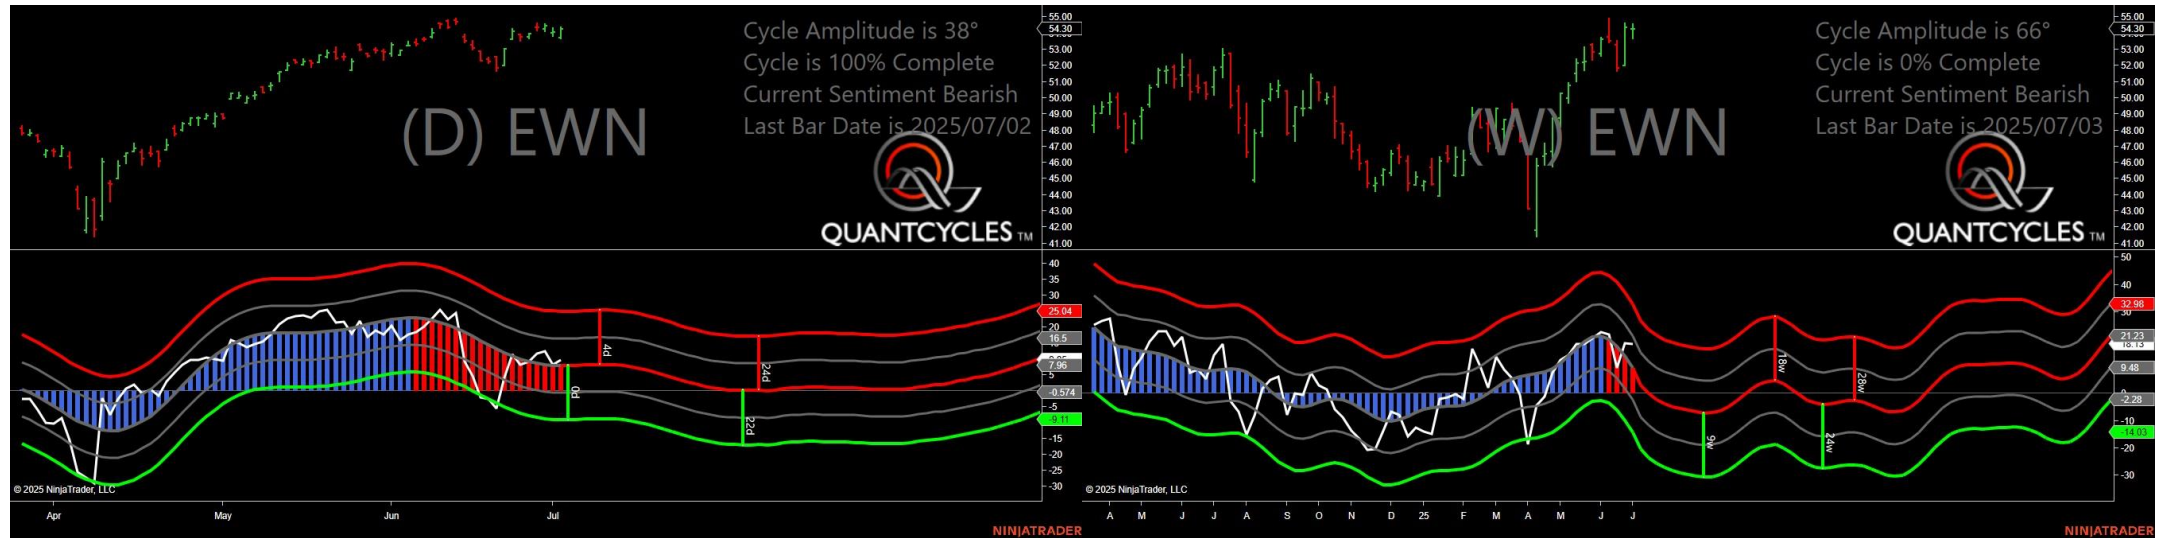 (D) EWN
Cycle Amplitude is 38°
Cycle is 100% Complete
Current Sentiment Bearish
Last Bar Date is 2025/07/02
QUANTCYCLES TM
55.00
54.30
53.00
52.00
51.00
50.00
49.00
48.00
47.00
46.00
45.00
44.00
43.00
42.00
41.00
40
35
30
25.04
20
16.5
7.96
5
-0.574
-5
-9.11
-15
-20
-25
-30
4d
0d
24d
22d
© 2025 NinjaTrader, LLC
Apr
May
Jun
Jul
NINJATRADER
(W) EWN
Cycle Amplitude is 66°
Cycle is 0% Complete
Current Sentiment Bearish
Last Bar Date is 2025/07/03
QUANTCYCLES TM
55.00
54.30
53.00
52.00
51.00
50.00
49.00
48.00
47.00
46.00
45.00
44.00
43.00
42.00
41.00
50
40
32.98
30
21.23
18.13
9.48
0
-2.28
-10
-14.03
-20
-30
18w
28w
9w
24w
© 2025 NinjaTrader, LLC
A M J J A S O N D 25 F M A M J J
NINJATRADER